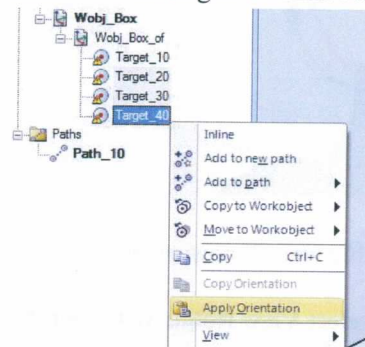 Wobj_Box
Wobj_Box_of
Target_10
Target_20
Target_30
Target_40
Paths
Path_10
Inline
Add to new path
Add to path
Copy to Workobject
Move to Workobject
Copy Ctrl+C
Copy Orientation
Apply Orientation
View